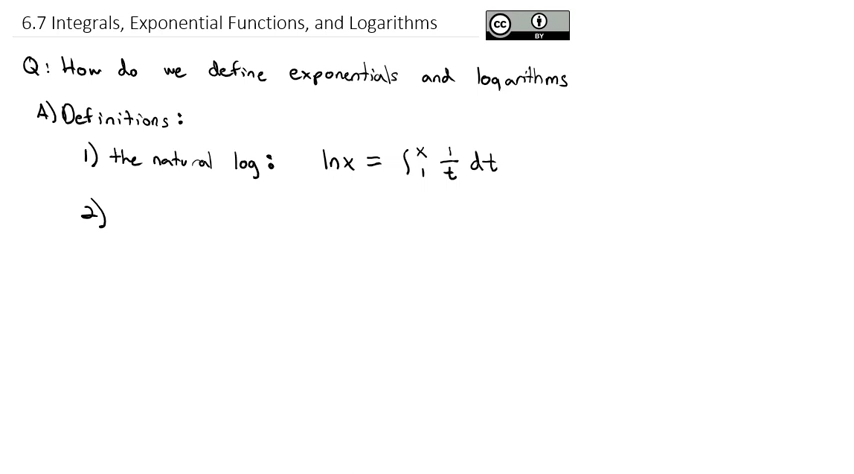 6.7 Integrals, Exponential Functions, and Logarithms
cc BY
Q: How do we define exponentials and logarithms
A) Definitions:
1) the natural log: ln x = ∫₁ˣ 1/t dt
2)